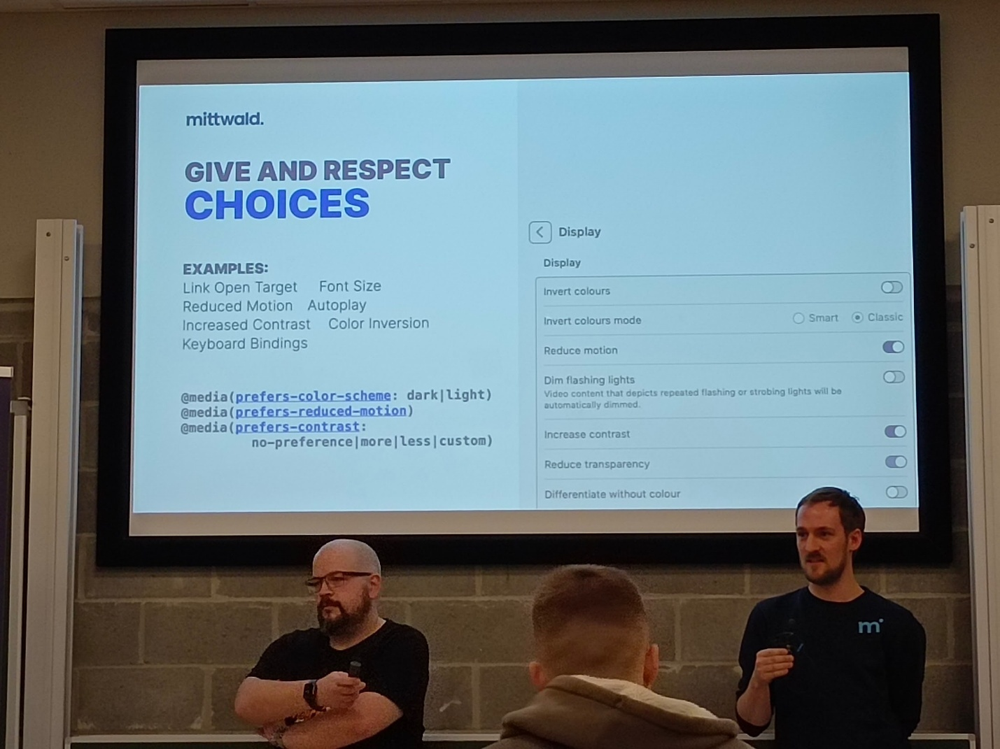 mittwald.
GIVE AND RESPECT
CHOICES
EXAMPLES:
Link Open Target Font Size
Reduced Motion Autoplay
Increased Contrast Color Inversion
Keyboard Bindings
@media(prefers-color-scheme: dark|light)
@media(prefers-reduced-motion)
@media(prefers-contrast:
no-preference|more|less|custom)
Display
Display
Invert colours
Invert colours mode Smart Classic
Reduce motion
Dim flashing lights
Video content that depicts repeated flashing or strobing lights will be
automatically dimmed.
Increase contrast
Reduce transparency
Differentiate without colour
m